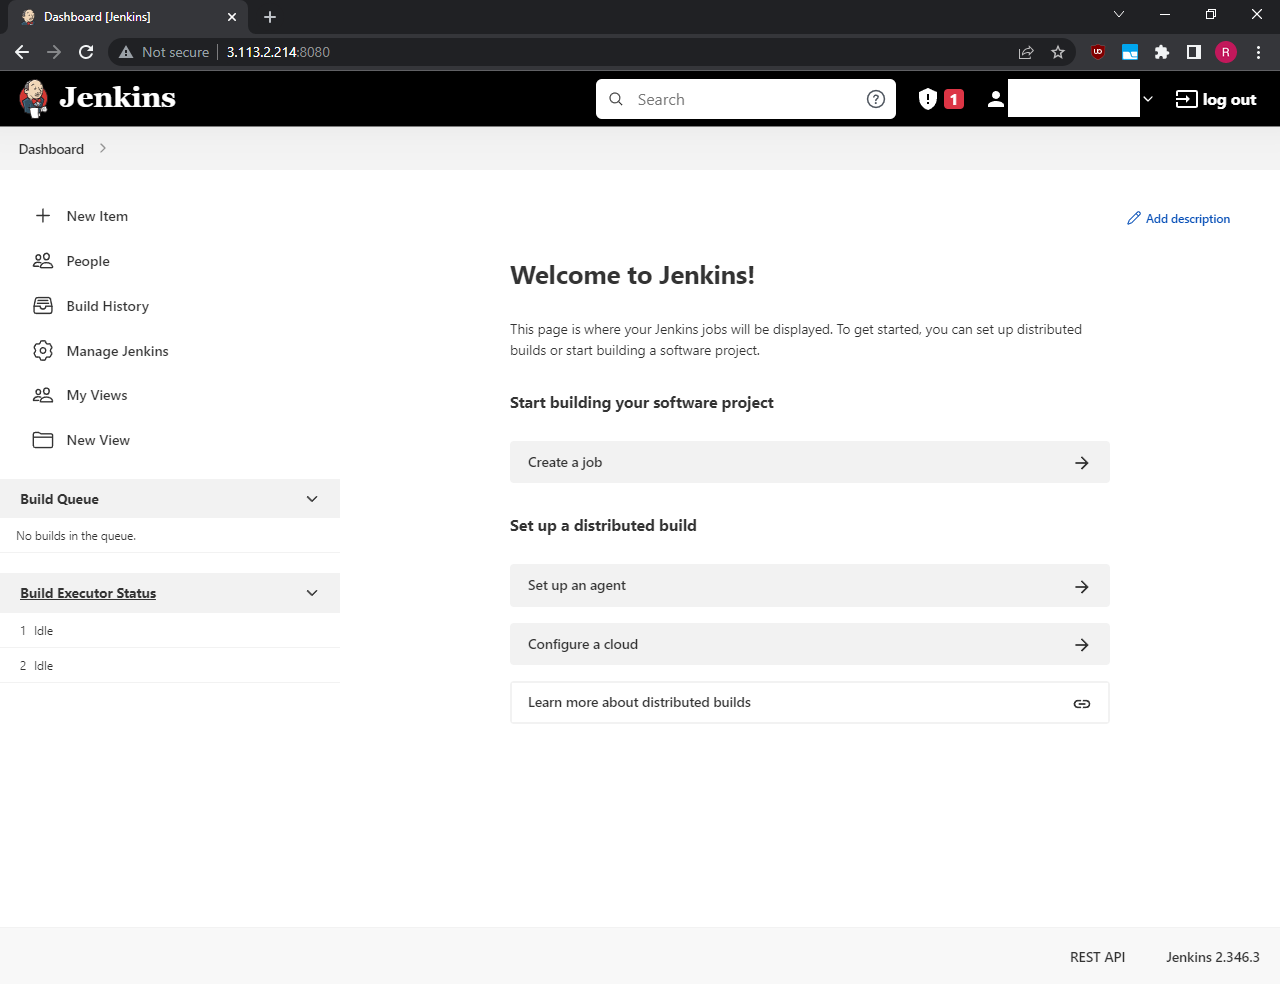 Dashboard [Jenkins]
Not secure
3.113.2.214:8080
UD
R
Jenkins
Search
1
log out
Dashboard
New Item
People
Build History
Manage Jenkins
My Views
New View
Build Queue
No builds in the queue.
Build Executor Status
1 Idle
2 Idle
Add description
Welcome to Jenkins!
This page is where your Jenkins jobs will be displayed. To get started, you can set up distributed
builds or start building a software project.
Start building your software project
Create a job
Set up a distributed build
Set up an agent
Configure a cloud
Learn more about distributed builds
REST API
Jenkins 2.346.3